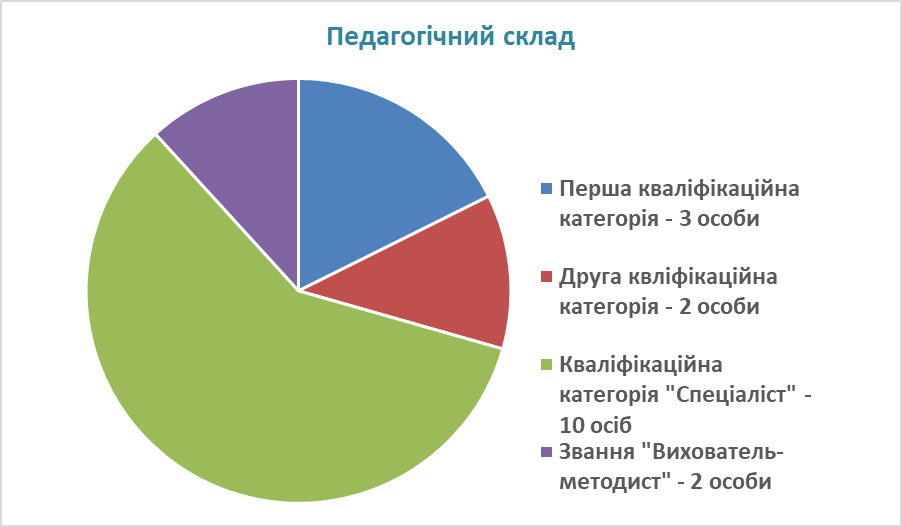 Педагогічний склад
Перша кваліфікаційна
категорія - 3 особи
Друга квліфікаційна
категорія - 2 особи
Кваліфікаційна
категорія "Спеціаліст" -
10 осіб
Звання "Вихователь-
методист" - 2 особи